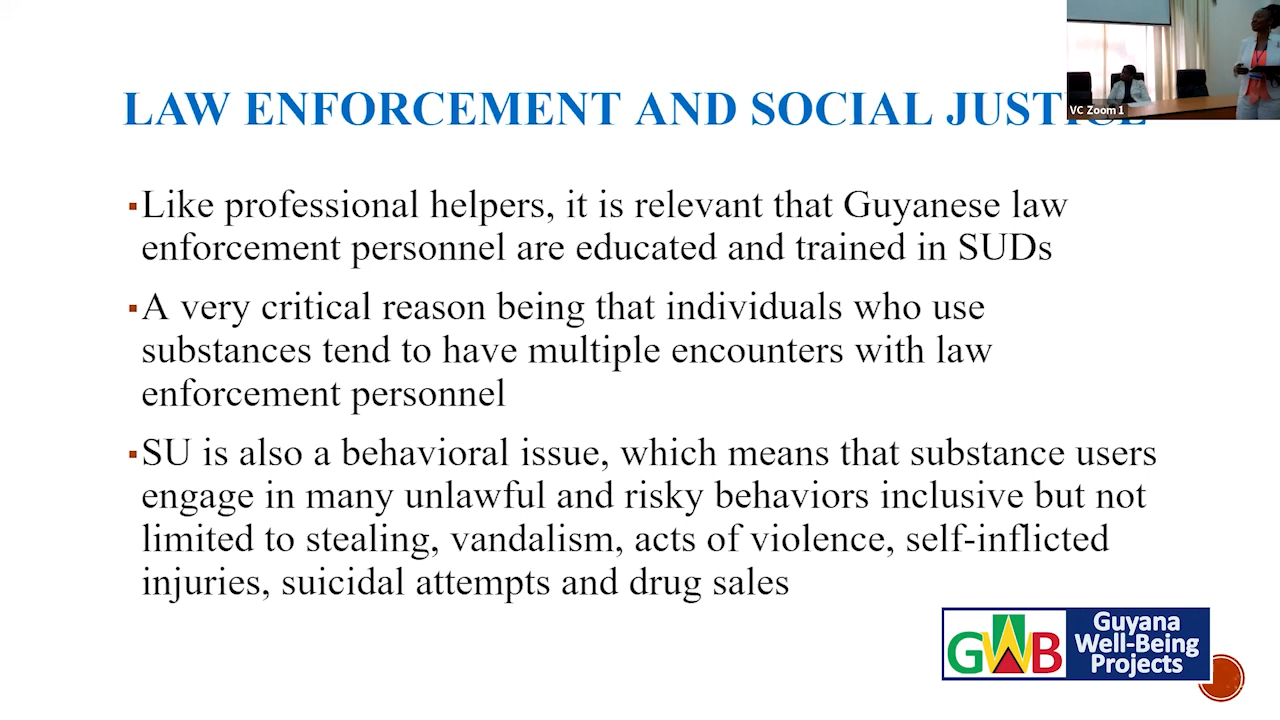 VC Zoom 1
LAW ENFORCEMENT AND SOCIAL JUSTICE
▪Like professional helpers, it is relevant that Guyanese law
enforcement personnel are educated and trained in SUDs
▪A very critical reason being that individuals who use
substances tend to have multiple encounters with law
enforcement personnel
▪SU is also a behavioral issue, which means that substance users
engage in many unlawful and risky behaviors inclusive but not
limited to stealing, vandalism, acts of violence, self-inflicted
injuries, suicidal attempts and drug sales
GWB
Guyana
Well-Being
Projects